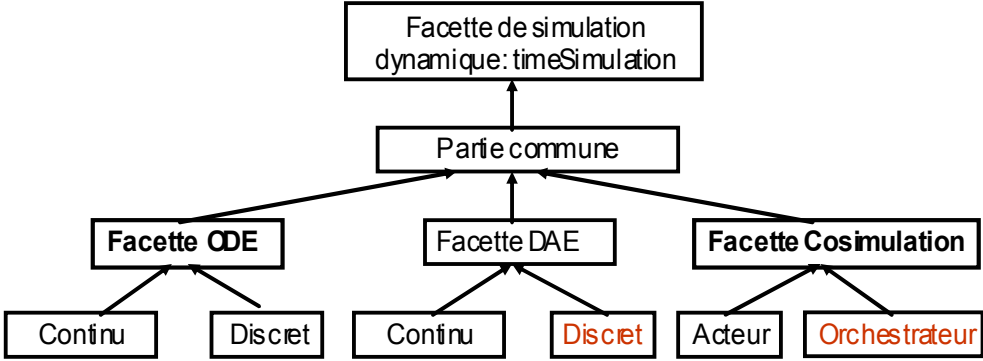 Facette de simulation
dynamique: timeSimulation
Partie commune
Facette ODE
Facette DAE
Facette Cosimulation
Continu
Discret
Continu
Discret
Acteur
Orchestrateur